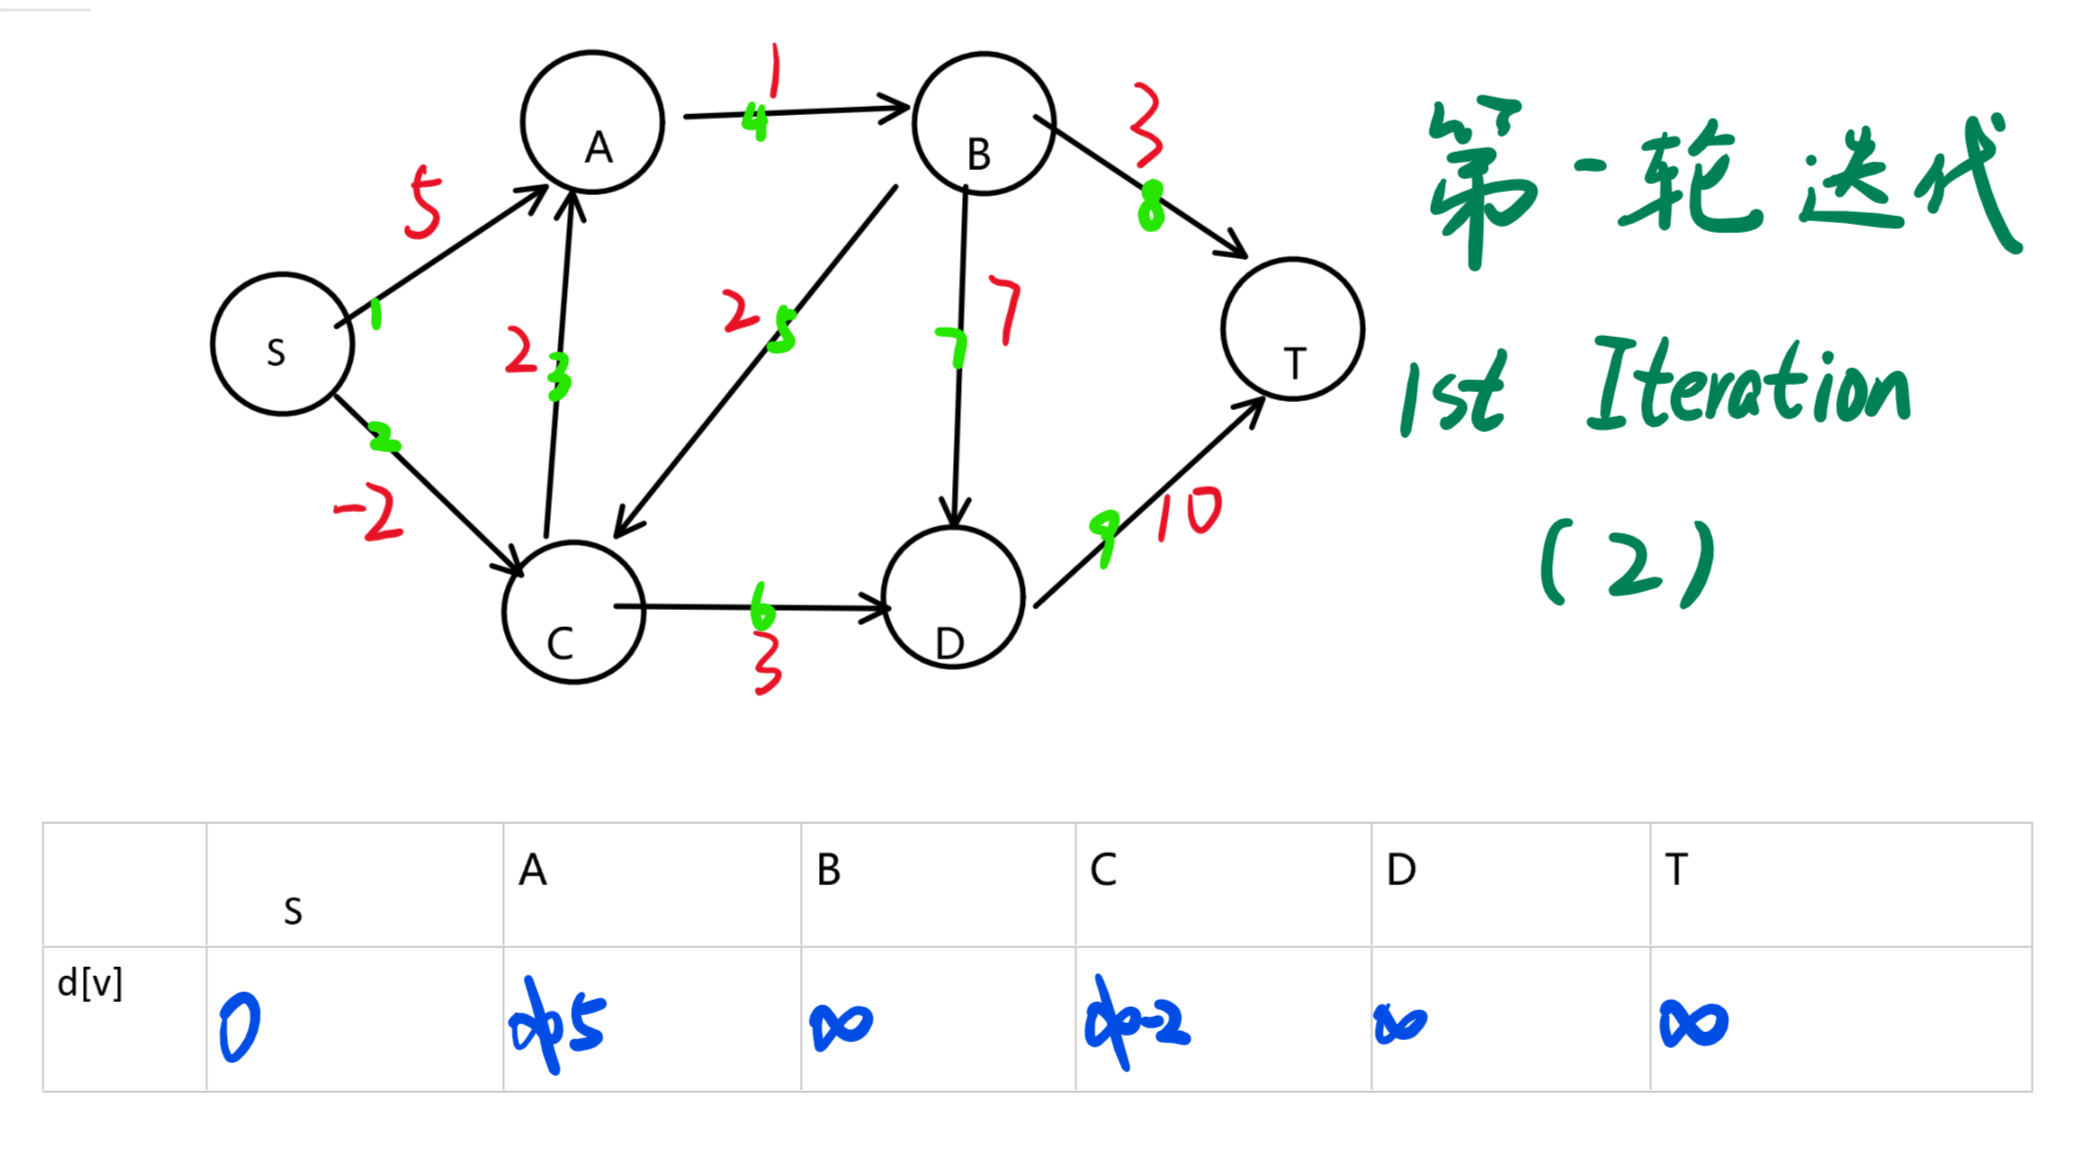 1
A
4
B
3
8
5
S
1
2
3
2
5
7
7
T
2
-2
9
10
C
6
3
D
第一轮迭代
1st Iteration
(2)
S A B C D T
d[v] 0 ∞ 5 ∞ ∞ -2 ∞ ∞